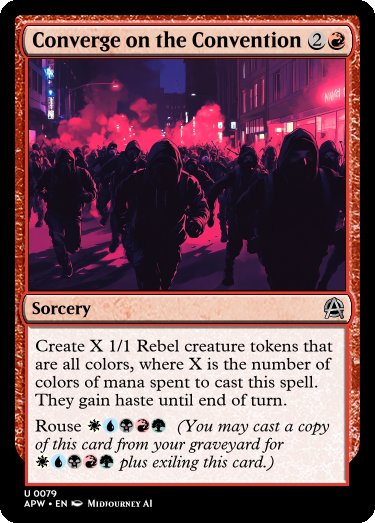 Converge on the Convention 2
Sorcery
Create X 1/1 Rebel creature tokens that
are all colors, where X is the number of
colors of mana spent to cast this spell.
They gain haste until end of turn.
Rouse (You may cast a copy
of this card from your graveyard for
plus exiling this card.)
U 0079
APW • EN Midjourney AI